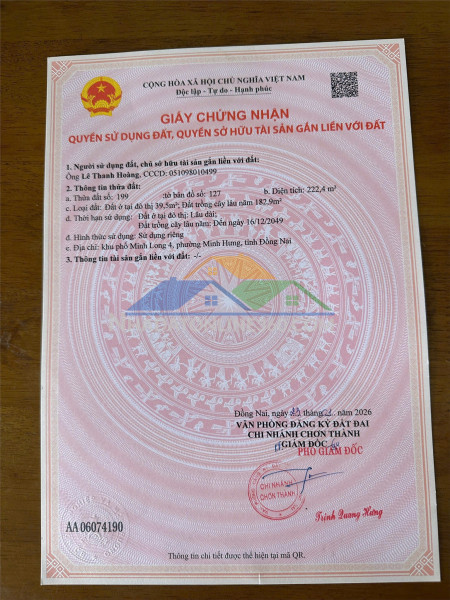 CỘNG HÒA XÃ HỘI CHỦ NGHĨA VIỆT NAM
Độc lập - Tự do - Hạnh phúc
GIẤY CHỨNG NHẬN
QUYỀN SỬ DỤNG ĐẤT, QUYỀN SỞ HỮU TÀI SẢN GẮN LIỀN VỚI ĐẤT
1. Người sử dụng đất, chủ sở hữu tài sản gắn liền với đất:
Ông Lê Thanh Hoàng, CCCD: 051098010499
2. Thông tin thửa đất:
a. Thửa đất số: 199 ; tờ bản đồ số: 127 b. Diện tích: 222,4 m²
c. Loại đất: Đất ở tại đô thị 39,5m²; Đất trồng cây lâu năm 182,9m²
d. Thời hạn sử dụng: Đất ở tại đô thị: Lâu dài;
Đất trồng cây lâu năm: Đến ngày 16/12/2049
đ. Hình thức sử dụng: Sử dụng riêng
e. Địa chỉ: khu phố Minh Long 4, phường Minh Hưng, tỉnh Đồng Nai
3. Thông tin tài sản gắn liền với đất: -/-
Đồng Nai, ngày tháng năm 2026
VĂN PHÒNG ĐĂNG KÝ ĐẤT ĐAI
CHI NHÁNH CHƠN THÀNH
GIÁM ĐỐC
PHÓ GIÁM ĐỐC
CHI NHÁNH
CHƠN THÀNH
Trịnh Quang Hưng
AA 06074190
Thông tin chi tiết được thể hiện tại mã QR.